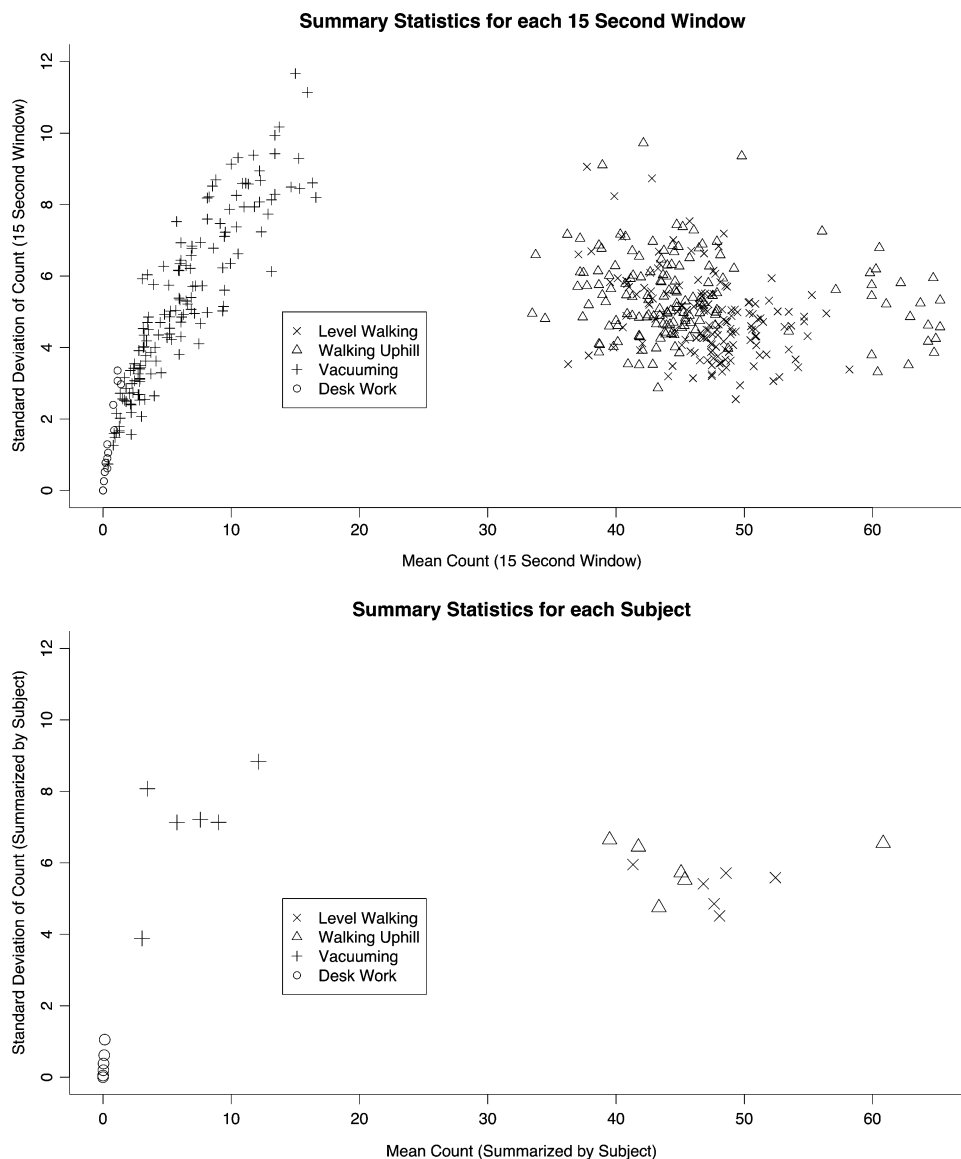 Summary Statistics for each 15 Second Window
Standard Deviation of Count (15 Second Window)
12
10
8
6
4
2
0
Level Walking
Walking Uphill
Vacuuming
Desk Work
0 10 20 30 40 50 60
Mean Count (15 Second Window)
Summary Statistics for each Subject
Standard Deviation of Count (Summarized by Subject)
12
10
8
6
4
2
0
Level Walking
Walking Uphill
Vacuuming
Desk Work
0 10 20 30 40 50 60
Mean Count (Summarized by Subject)